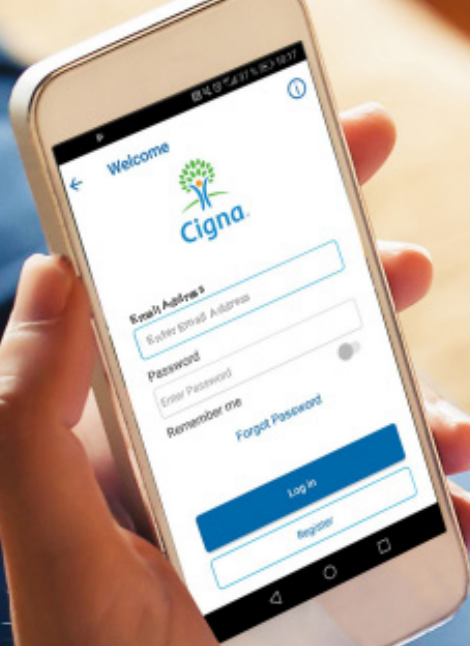 Welcome
Cigna
Email Address
Enter Email Address
Password
Enter Password
Remember me
Forgot Password
Log in
Register